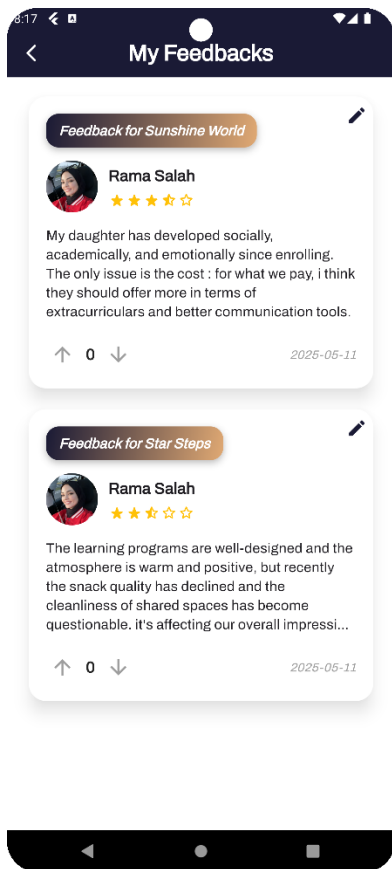 8:17
My Feedbacks
Feedback for Sunshine World
Rama Salah
My daughter has developed socially,
academically, and emotionally since enrolling.
The only issue is the cost : for what we pay, i think
they should offer more in terms of
extracurriculars and better communication tools.
0
2025-05-11
Feedback for Star Steps
Rama Salah
The learning programs are well-designed and the
atmosphere is warm and positive, but recently
the snack quality has declined and the
cleanliness of shared spaces has become
questionable. it's affecting our overall impressi...
0
2025-05-11